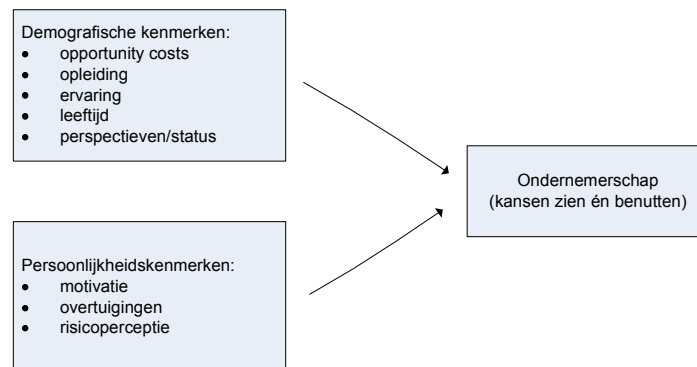 Demografische kenmerken:
• opportunity costs
• opleiding
• ervaring
• leeftijd
• perspectieven/status
Persoonlijkheidskenmerken:
• motivatie
• overtuigingen
• risicoperceptie
Ondernemerschap
(kansen zien én benutten)